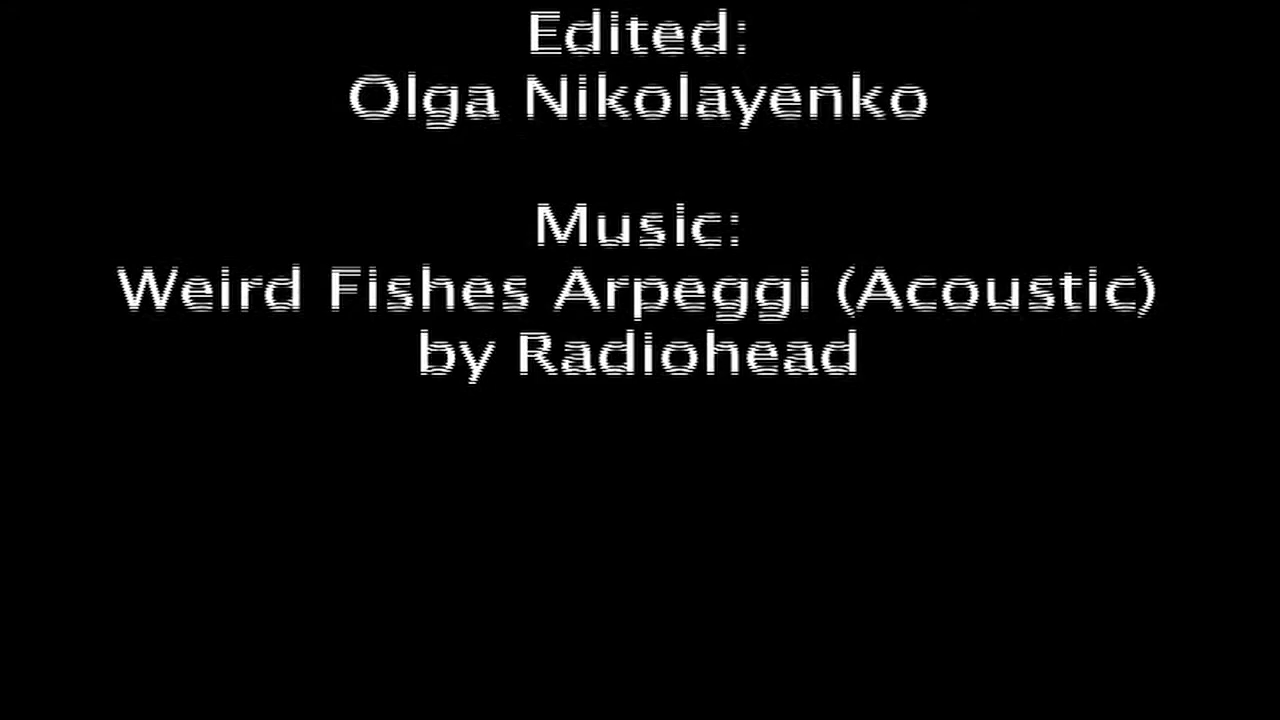 Edited:
Olga Nikolayenko
Music:
Weird Fishes Arpeggi (Acoustic)
by Radiohead